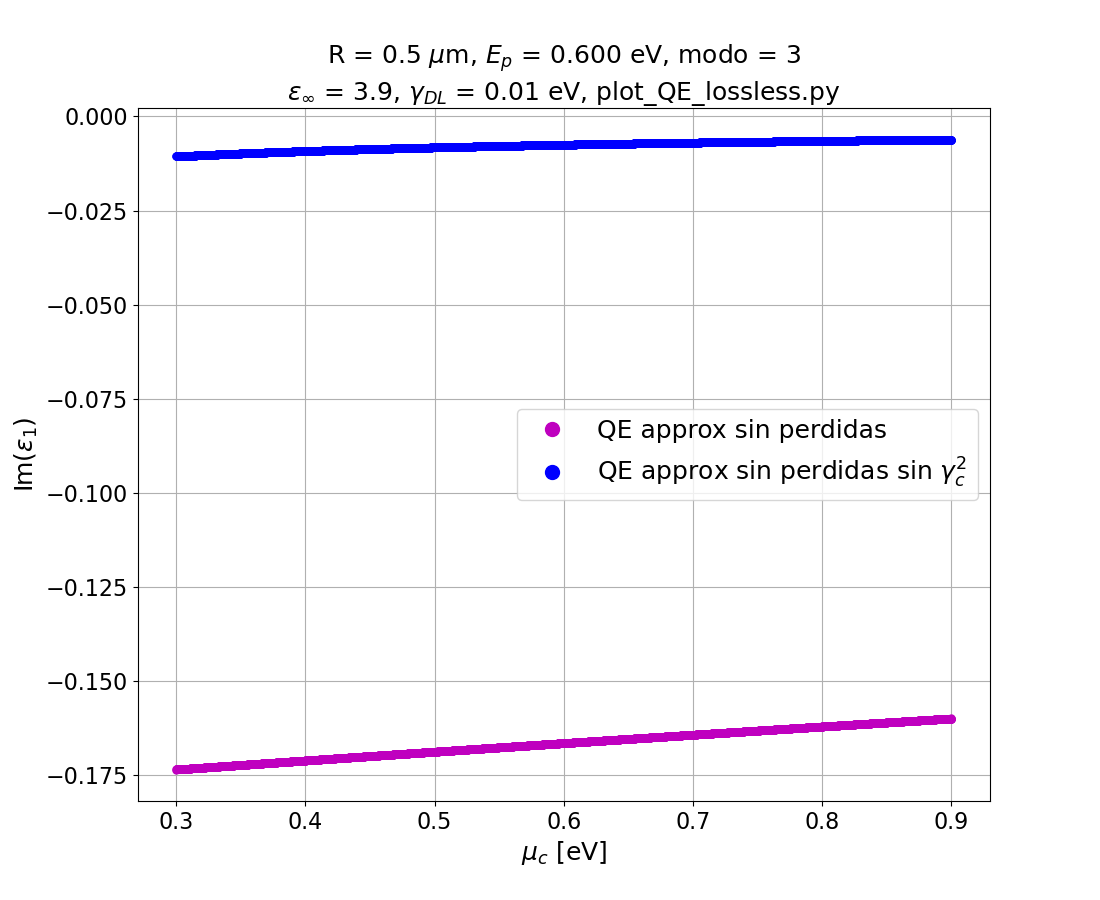 R = 0.5 μm, E_p = 0.600 eV, modo = 3
ε_∞ = 3.9, γ_DL = 0.01 eV, plot_QE_lossless.py
0.000
−0.025
−0.050
−0.075
−0.100
−0.125
−0.150
−0.175
Im(ε_1)
QE approx sin perdidas
QE approx sin perdidas sin γ_c^2
0.3 0.4 0.5 0.6 0.7 0.8 0.9
μ_c [eV]